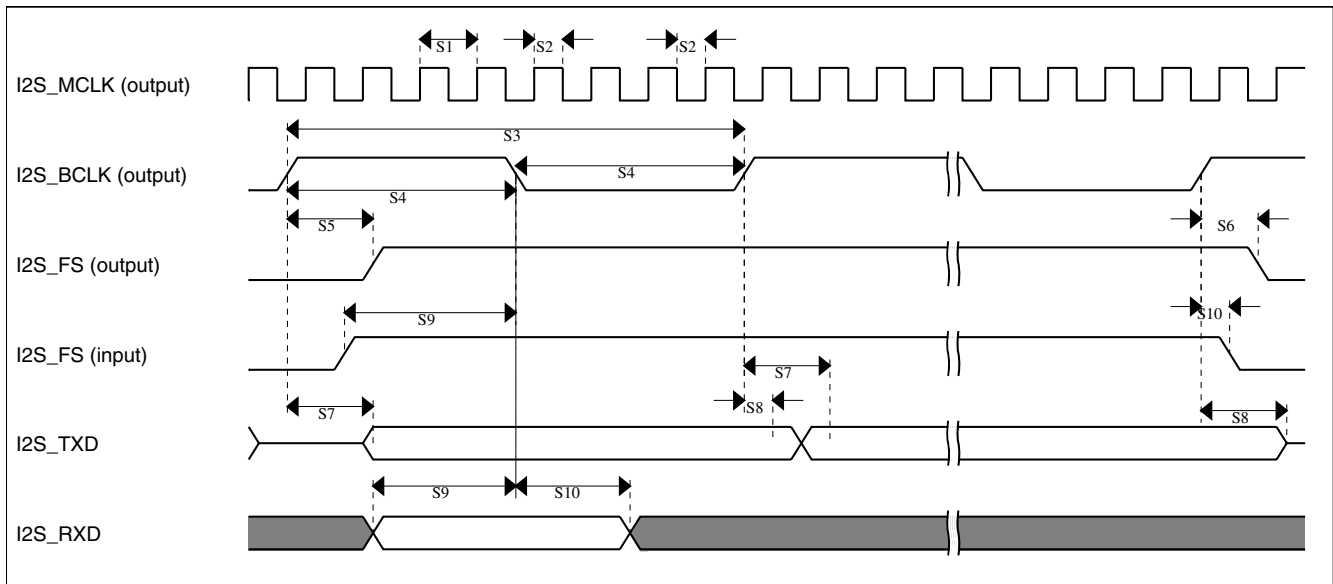 S1 S2 S2
I2S_MCLK (output)
S3
I2S_BCLK (output)
S4
S4
S5 S6
I2S_FS (output)
S9 S10
I2S_FS (input)
S7
S7 S8 S8
I2S_TXD
S9 S10
I2S_RXD